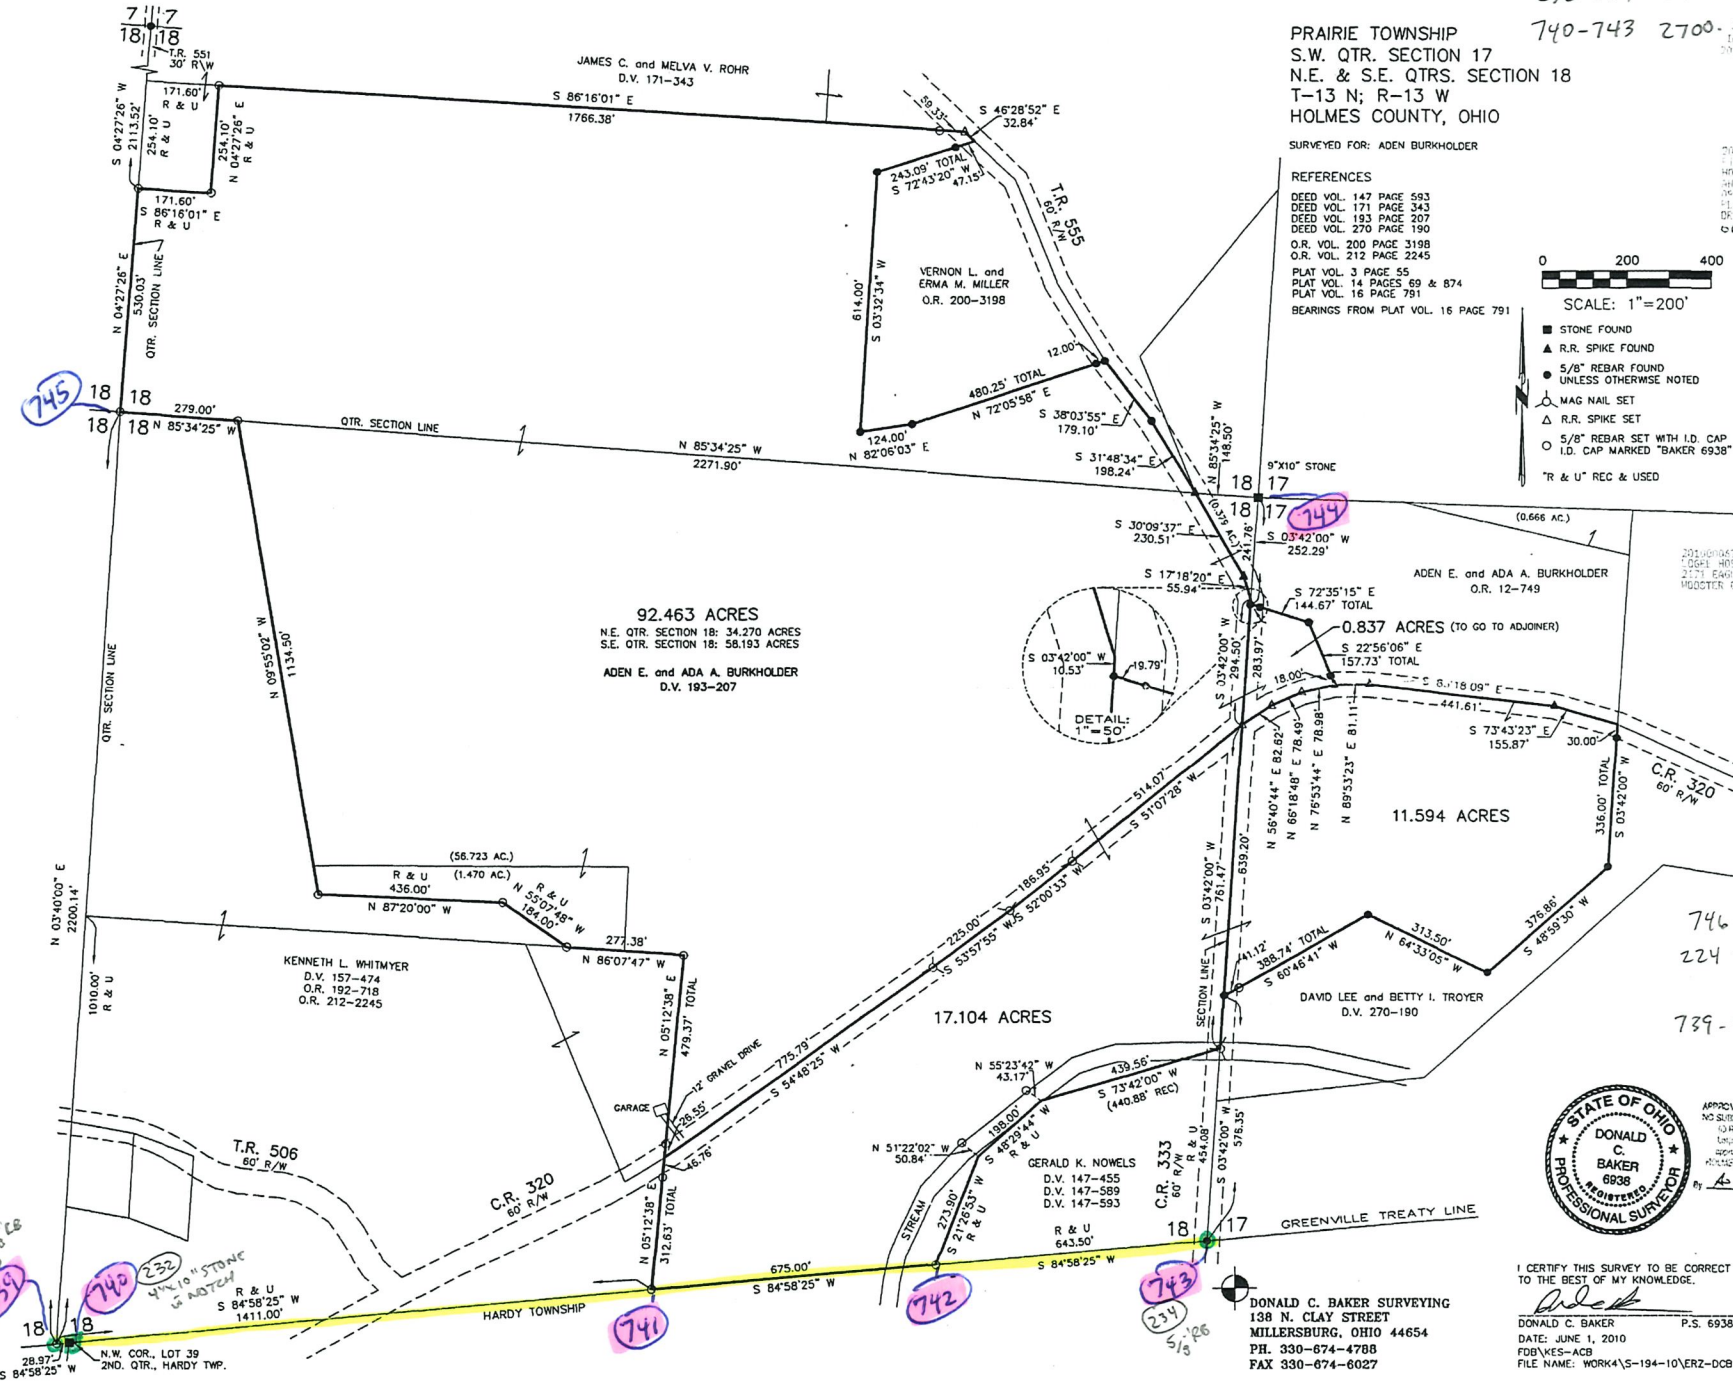 7 7
18 18
T.R. 551
30' R\W
171.60'
R & U
S 04°27'26" W
2113.52'
254.10'
R & U
254.10'
N 04°27'26" E
R & U
171.60'
S 86°16'01" E
R & U
N 04°27'26" E
530.03'
QTR. SECTION LINE
JAMES C. and MELVA V. ROHR
D.V. 171-343
S 86°16'01" E
1766.38'
59.33'
S 46°28'52" E
32.84'
243.09' TOTAL
S 72°43'20" W
47.15'
T.R. 555
60' R/W
614.00'
S 03°32'34" W
VERNON L. and
ERMA M. MILLER
O.R. 200-3198
12.00'
480.25' TOTAL
N 72°05'58" E
124.00'
N 82°06'03" E
S 38°03'55" E
179.10'
S 31°48'34" E
198.24'
N 85°34'25" W
148.50'
9"X10" STONE
18 17
18 17
744
(0.379 AC.)
241.76'
S 03°42'00" W
252.29'
S 30°09'37" E
230.51'
S 17°18'20" E
55.94'
745
18 18
18 18
279.00'
N 85°34'25" W
QTR. SECTION LINE
N 85°34'25" W
2271.90'
PRAIRIE TOWNSHIP
S.W. QTR. SECTION 17
N.E. & S.E. QTRS. SECTION 18
T-13 N; R-13 W
HOLMES COUNTY, OHIO
740-743 2700-
SURVEYED FOR: ADEN BURKHOLDER
REFERENCES
DEED VOL. 147 PAGE 593
DEED VOL. 171 PAGE 343
DEED VOL. 193 PAGE 207
DEED VOL. 270 PAGE 190
O.R. VOL. 200 PAGE 3198
O.R. VOL. 212 PAGE 2245
PLAT VOL. 3 PAGE 55
PLAT VOL. 14 PAGES 69 & 874
PLAT VOL. 16 PAGE 791
BEARINGS FROM PLAT VOL. 16 PAGE 791
0 200 400
SCALE: 1"=200'
STONE FOUND
R.R. SPIKE FOUND
5/8" REBAR FOUND
UNLESS OTHERWISE NOTED
MAG NAIL SET
R.R. SPIKE SET
5/8" REBAR SET WITH I.D. CAP
I.D. CAP MARKED "BAKER 6938"
"R & U" REC & USED
(0.666 AC.)
ADEN E. and ADA A. BURKHOLDER
O.R. 12-749
S 72°35'15" E
144.67' TOTAL
0.837 ACRES (TO GO TO ADJOINER)
S 22°56'06" E
157.73' TOTAL
S 03°42'00" W
10.53'
19.79'
DETAIL:
1"=50'
S 03°42'00" W
294.50'
283.97'
18.00'
18'09" E
441.61'
S 73°43'23" E
155.87'
30.00'
C.R. 320
60' R/W
N 56°40'44" E 82.62'
N 66°18'48" E 78.49'
N 76°53'44" E 78.98'
N 89°53'23" E 81.11'
11.594 ACRES
336.00' TOTAL
S 03°42'00" W
376.86'
S 48°59'30" W
313.50'
N 64°33'05" W
388.74' TOTAL
S 60°46'41" W
41.12'
DAVID LEE and BETTY I. TROYER
D.V. 270-190
746
224
739-
92.463 ACRES
N.E. QTR. SECTION 18: 34.270 ACRES
S.E. QTR. SECTION 18: 58.193 ACRES
ADEN E. and ADA A. BURKHOLDER
D.V. 193-207
N 09°55'02" W
1134.50'
QTR. SECTION LINE
N 03°40'00" E
2200.14'
1010.00'
R & U
(56.723 AC.)
(1.470 AC.)
R & U
436.00'
N 87°20'00" W
R & U
N 55°07'48" W
184.00'
277.38'
N 86°07'47" W
KENNETH L. WHITMYER
D.V. 157-474
O.R. 192-718
O.R. 212-2245
N 05°12'38" E
479.37' TOTAL
12' GRAVEL DRIVE
GARAGE
26.55'
46.76'
514.07'
S 51°07'28" W
186.95'
S 52°00'33" W
225.00'
S 53°57'55" W
775.79'
S 54°48'25" W
17.104 ACRES
S 03°42'00" W
761.47'
639.20'
SECTION LINE
N 55°23'42" W
43.17'
439.56'
S 73°42'00" W
(440.88' REC)
198.00'
S 48°29'44" W
R & U
N 51°22'02" W
50.84'
273.90'
S 21°26'53" W
R & U
STREAM
GERALD K. NOWELS
D.V. 147-455
D.V. 147-589
D.V. 147-593
C.R. 333
60' R/W
R & U
454.08'
S 03°42'00" W
576.35'
R & U
643.50'
S 84°58'25" W
18 17
GREENVILLE TREATY LINE
T.R. 506
60' R/W
C.R. 320
60' R/W
N 05°12'38" E
312.63' TOTAL
675.00'
S 84°58'25" W
HARDY TOWNSHIP
R & U
S 84°58'25" W
1411.00'
740
232
4"x10" STONE
NOTCH
18 18
N.W. COR., LOT 39
2ND. QTR., HARDY TWP.
28.97'
S 84°58'25" W
741
742
743
234
5/8" RB
DONALD C. BAKER SURVEYING
138 N. CLAY STREET
MILLERSBURG, OHIO 44654
PH. 330-674-4788
FAX 330-674-6027
STATE OF OHIO
DONALD
C.
BAKER
6938
REGISTERED
PROFESSIONAL SURVEYOR
I CERTIFY THIS SURVEY TO BE CORRECT
TO THE BEST OF MY KNOWLEDGE.
DONALD C. BAKER P.S. 6938
DATE: JUNE 1, 2010
FDB\KES-ACB
FILE NAME: WORK4\S-194-10\ERZ-DCB